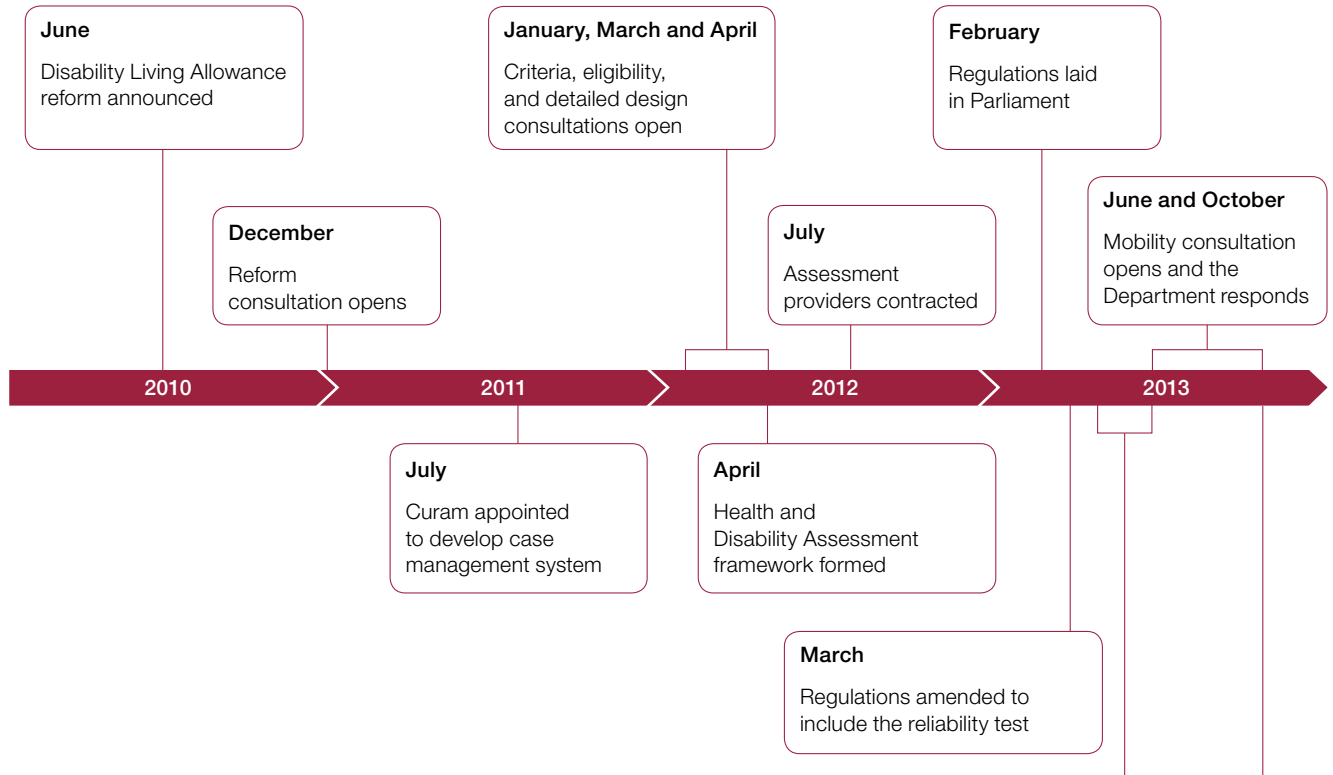 June
Disability Living Allowance
reform announced
January, March and April
Criteria, eligibility,
and detailed design
consultations open
February
Regulations laid
in Parliament
December
Reform
consultation opens
July
Assessment
providers contracted
June and October
Mobility consultation
opens and the
Department responds
2010
2011
2012
2013
July
Curam appointed
to develop case
management system
April
Health and
Disability Assessment
framework formed
March
Regulations amended to
include the reliability test